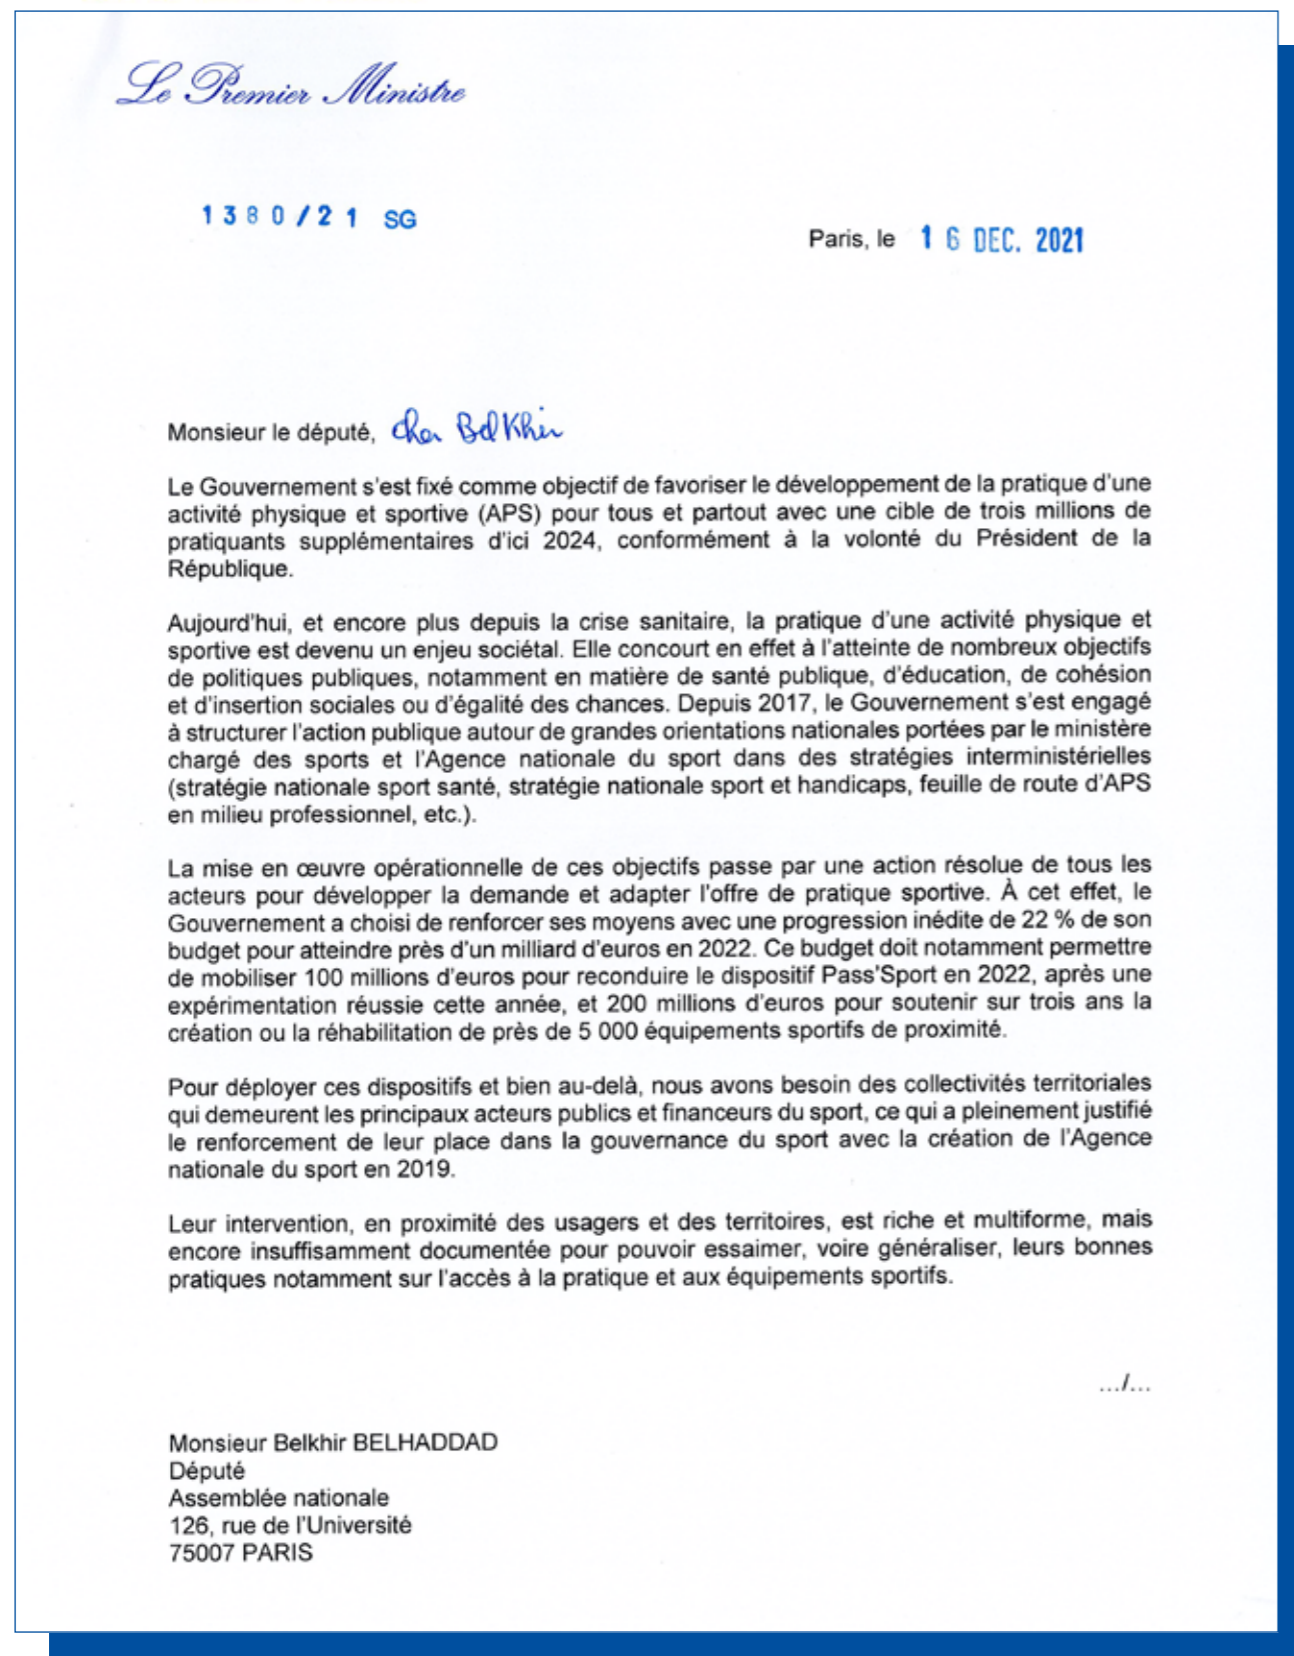 Le Premier Ministre
1380/21 SG
Paris, le 16 DEC. 2021
Monsieur le député, cher Belkhir
Le Gouvernement s'est fixé comme objectif de favoriser le développement de la pratique d'une
activité physique et sportive (APS) pour tous et partout avec une cible de trois millions de
pratiquants supplémentaires d'ici 2024, conformément à la volonté du Président de la
République.
Aujourd'hui, et encore plus depuis la crise sanitaire, la pratique d'une activité physique et
sportive est devenu un enjeu sociétal. Elle concourt en effet à l'atteinte de nombreux objectifs
de politiques publiques, notamment en matière de santé publique, d'éducation, de cohésion
et d'insertion sociales ou d'égalité des chances. Depuis 2017, le Gouvernement s'est engagé
à structurer l'action publique autour de grandes orientations nationales portées par le ministère
chargé des sports et l'Agence nationale du sport dans des stratégies interministérielles
(stratégie nationale sport santé, stratégie nationale sport et handicaps, feuille de route d'APS
en milieu professionnel, etc.).
La mise en œuvre opérationnelle de ces objectifs passe par une action résolue de tous les
acteurs pour développer la demande et adapter l'offre de pratique sportive. À cet effet, le
Gouvernement a choisi de renforcer ses moyens avec une progression inédite de 22 % de son
budget pour atteindre près d'un milliard d'euros en 2022. Ce budget doit notamment permettre
de mobiliser 100 millions d'euros pour reconduire le dispositif Pass'Sport en 2022, après une
expérimentation réussie cette année, et 200 millions d'euros pour soutenir sur trois ans la
création ou la réhabilitation de près de 5 000 équipements sportifs de proximité.
Pour déployer ces dispositifs et bien au-delà, nous avons besoin des collectivités territoriales
qui demeurent les principaux acteurs publics et financeurs du sport, ce qui a pleinement justifié
le renforcement de leur place dans la gouvernance du sport avec la création de l'Agence
nationale du sport en 2019.
Leur intervention, en proximité des usagers et des territoires, est riche et multiforme, mais
encore insuffisamment documentée pour pouvoir essaimer, voire généraliser, leurs bonnes
pratiques notamment sur l'accès à la pratique et aux équipements sportifs.
.../...
Monsieur Belkhir BELHADDAD
Député
Assemblée nationale
126, rue de l'Université
75007 PARIS